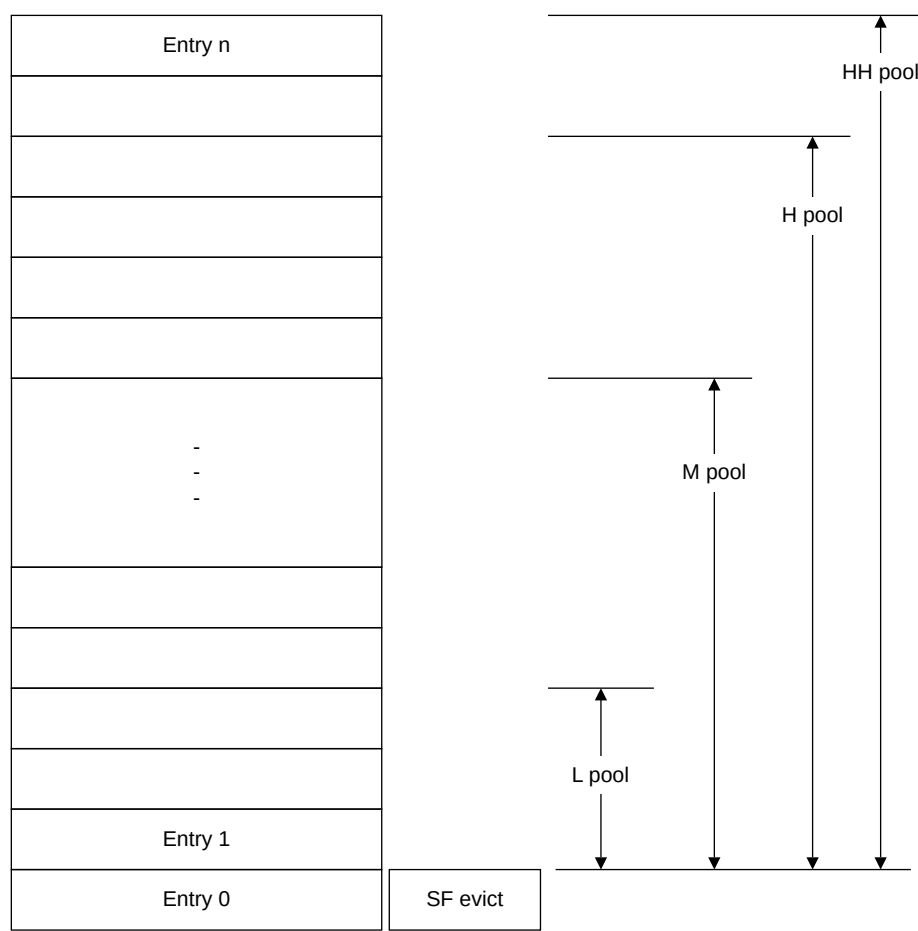 Entry n
HH pool
H pool
-
-
-
M pool
L pool
Entry 1
Entry 0
SF evict